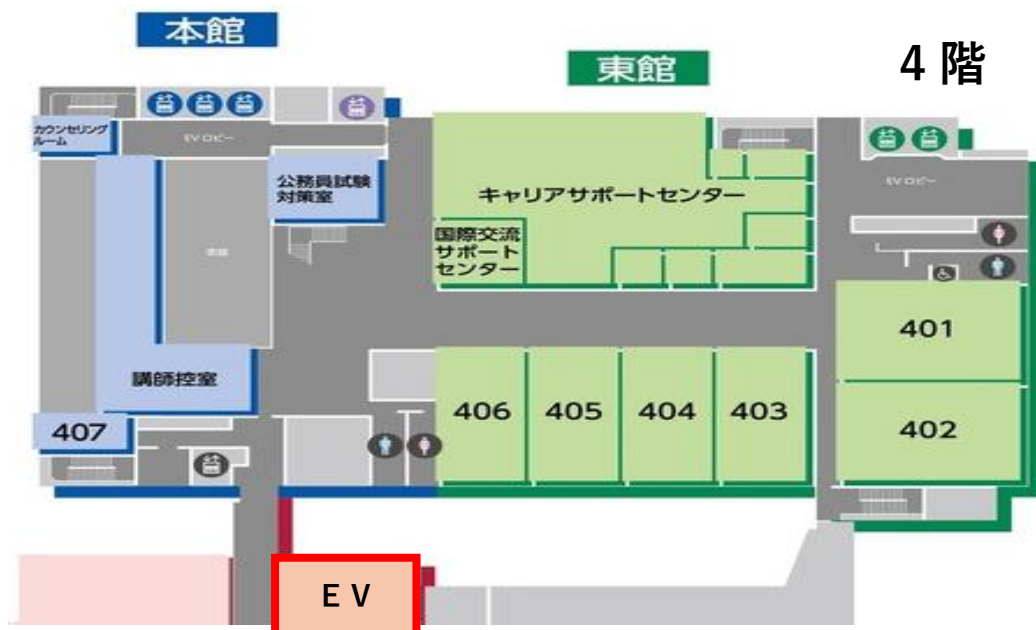 本館
東館
4階
カウンセリング
ルーム
EVロビー
公務員試験
対策室
キャリアサポートセンター
国際交流
サポート
センター
EVロビー
401
講師控室
406
405
404
403
402
407
EV